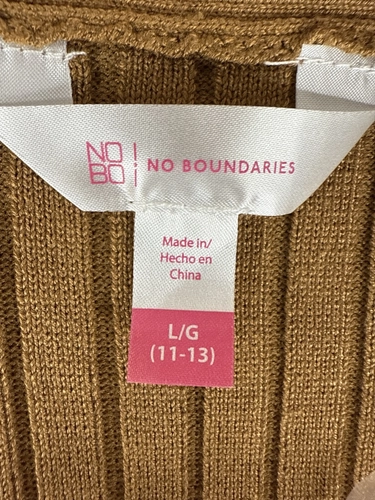 NO
BO
NO BOUNDARIES
Made in/
Hecho en
China
L/G
(11-13)